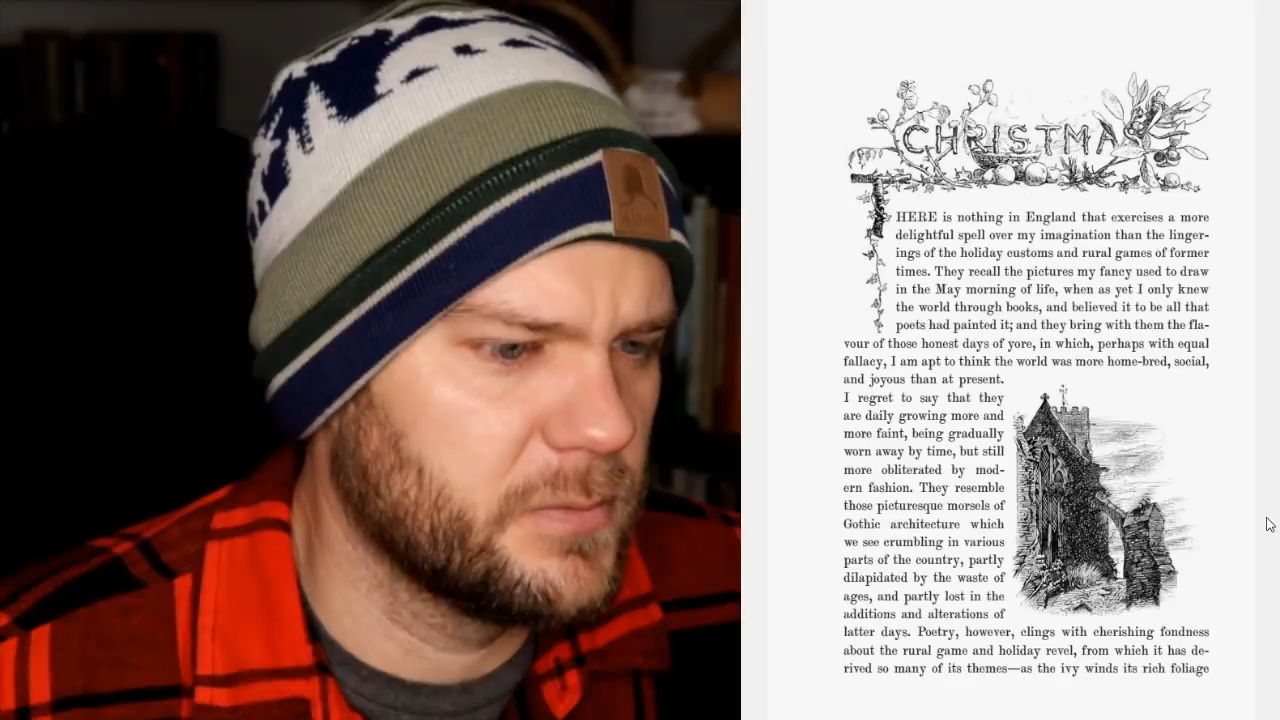 CHRISTMA
THERE is nothing in England that exercises a more
delightful spell over my imagination than the linger-
ings of the holiday customs and rural games of former
times. They recall the pictures my fancy used to draw
in the May morning of life, when as yet I only knew
the world through books, and believed it to be all that
poets had painted it; and they bring with them the fla-
vour of those honest days of yore, in which, perhaps with equal
fallacy, I am apt to think the world was more home-bred, social,
and joyous than at present.
I regret to say that they
are daily growing more and
more faint, being gradually
worn away by time, but still
more obliterated by mod-
ern fashion. They resemble
those picturesque morsels of
Gothic architecture which
we see crumbling in various
parts of the country, partly
dilapidated by the waste of
ages, and partly lost in the
additions and alterations of
latter days. Poetry, however, clings with cherishing fondness
about the rural game and holiday revel, from which it has de-
rived so many of its themes—as the ivy winds its rich foliage